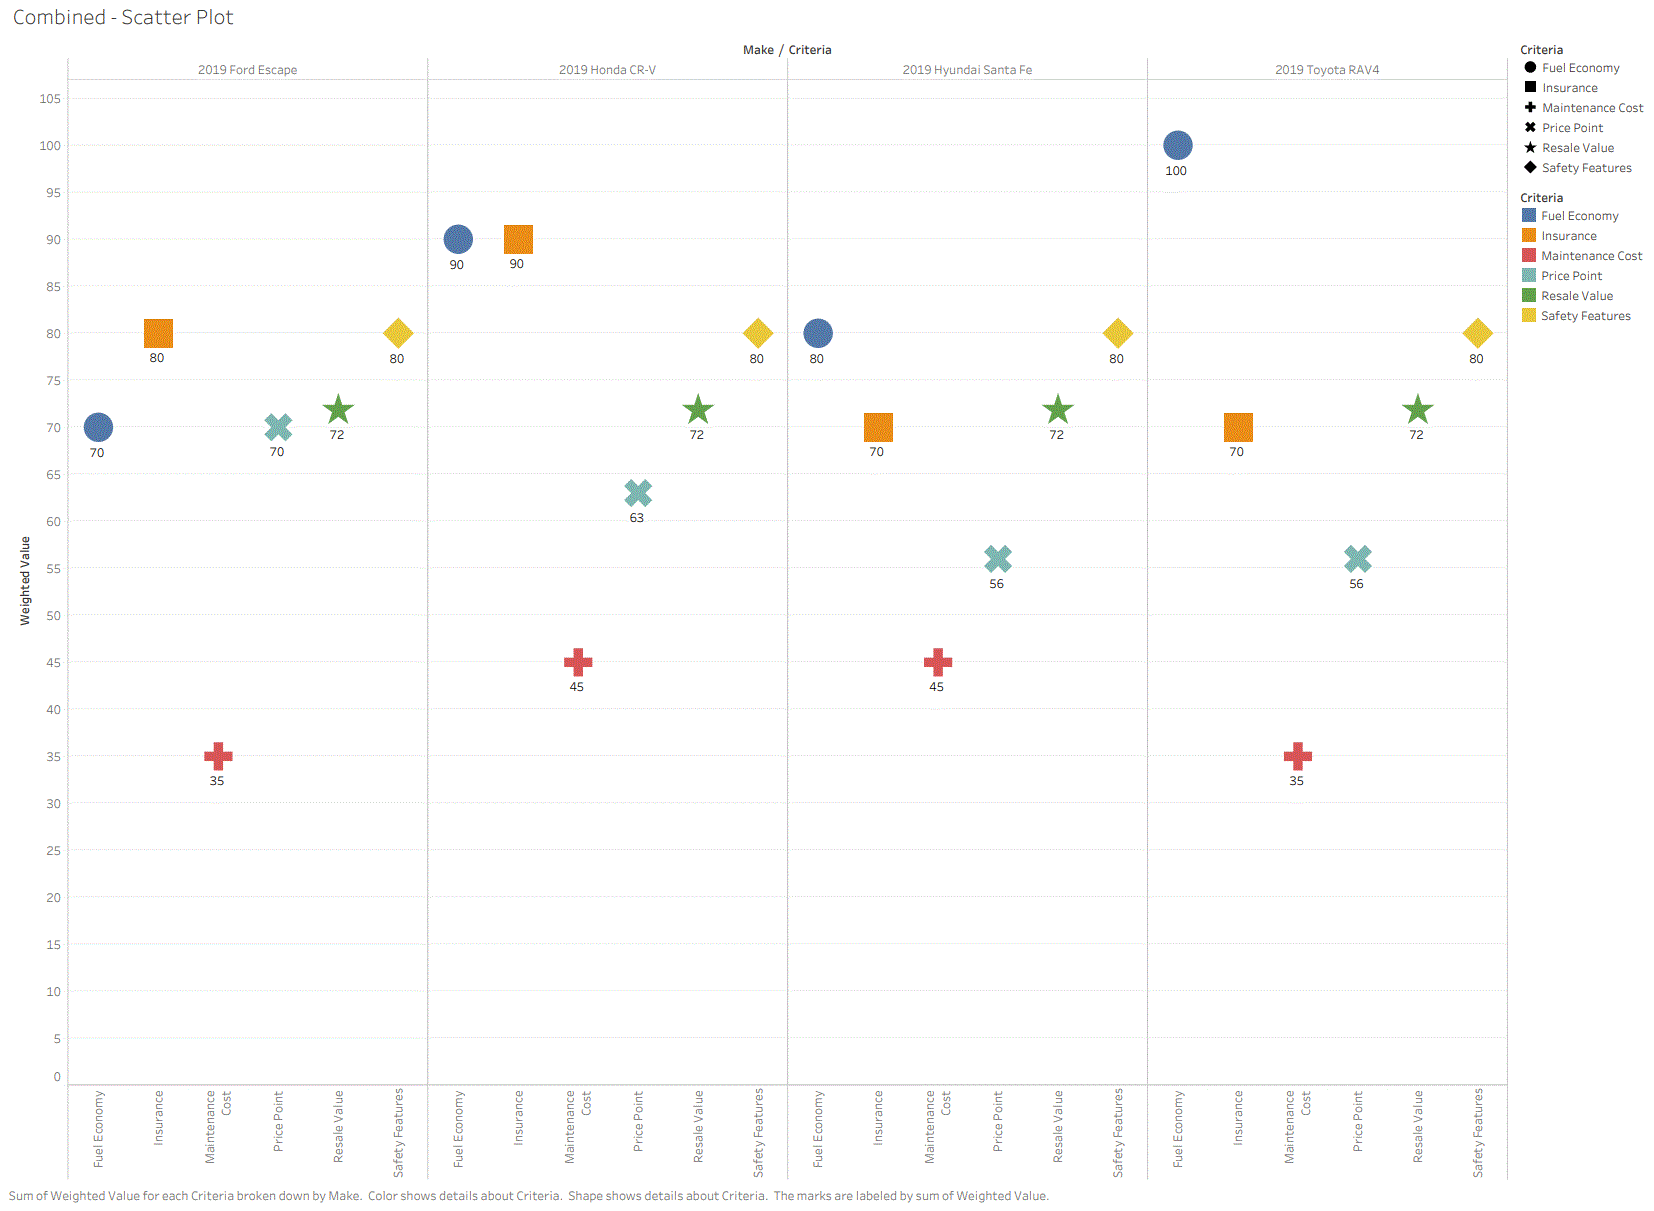 Combined - Scatter Plot
Make / Criteria
2019 Ford Escape
2019 Honda CR-V
2019 Hyundai Santa Fe
2019 Toyota RAV4
Criteria
Fuel Economy
Insurance
Maintenance Cost
Price Point
Resale Value
Safety Features
Criteria
Fuel Economy
Insurance
Maintenance Cost
Price Point
Resale Value
Safety Features
Weighted Value
105
100
95
90
85
80
75
70
65
60
55
50
45
40
35
30
25
20
15
10
5
0
70
80
35
70
72
80
90
90
45
63
72
80
80
70
45
56
72
80
100
70
35
56
72
80
Fuel Economy
Insurance
Maintenance
Cost
Price Point
Resale Value
Safety Features
Fuel Economy
Insurance
Maintenance
Cost
Price Point
Resale Value
Safety Features
Fuel Economy
Insurance
Maintenance
Cost
Price Point
Resale Value
Safety Features
Fuel Economy
Insurance
Maintenance
Cost
Price Point
Resale Value
Safety Features
Sum of Weighted Value for each Criteria broken down by Make.  Color shows details about Criteria.  Shape shows details about Criteria.  The marks are labeled by sum of Weighted Value.